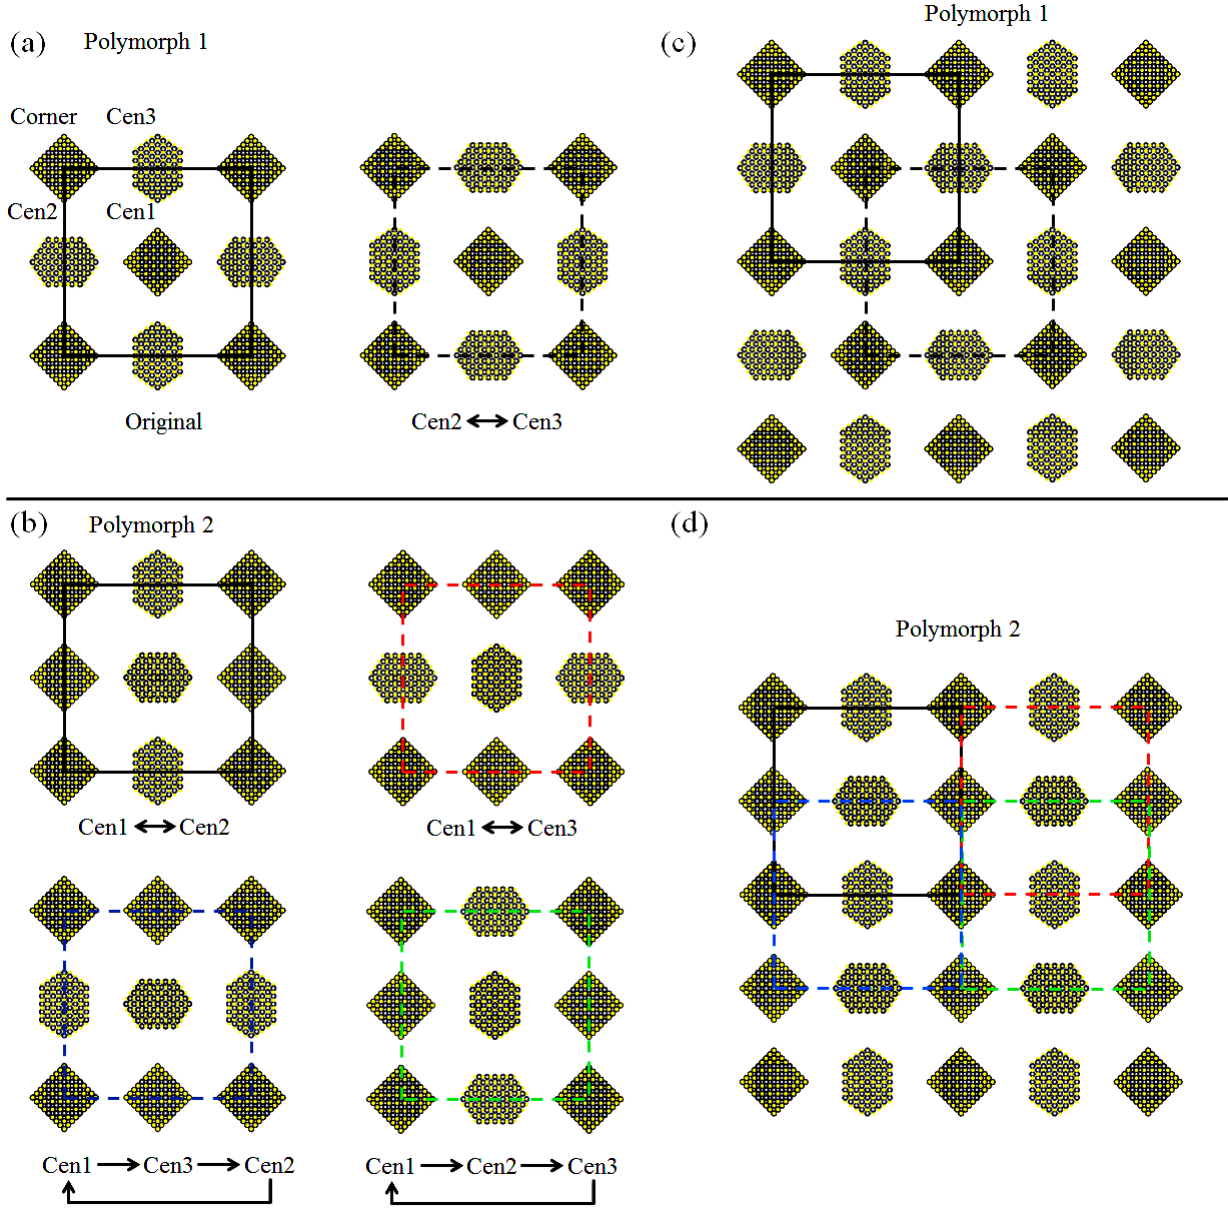 (a) Polymorph 1
Corner Cen3
Cen2 Cen1
Original
Cen2 ↔ Cen3
(c) Polymorph 1
(b) Polymorph 2
Cen1 ↔ Cen2
Cen1 ↔ Cen3
Cen1 → Cen3 → Cen2
Cen1 → Cen2 → Cen3
(d)
Polymorph 2